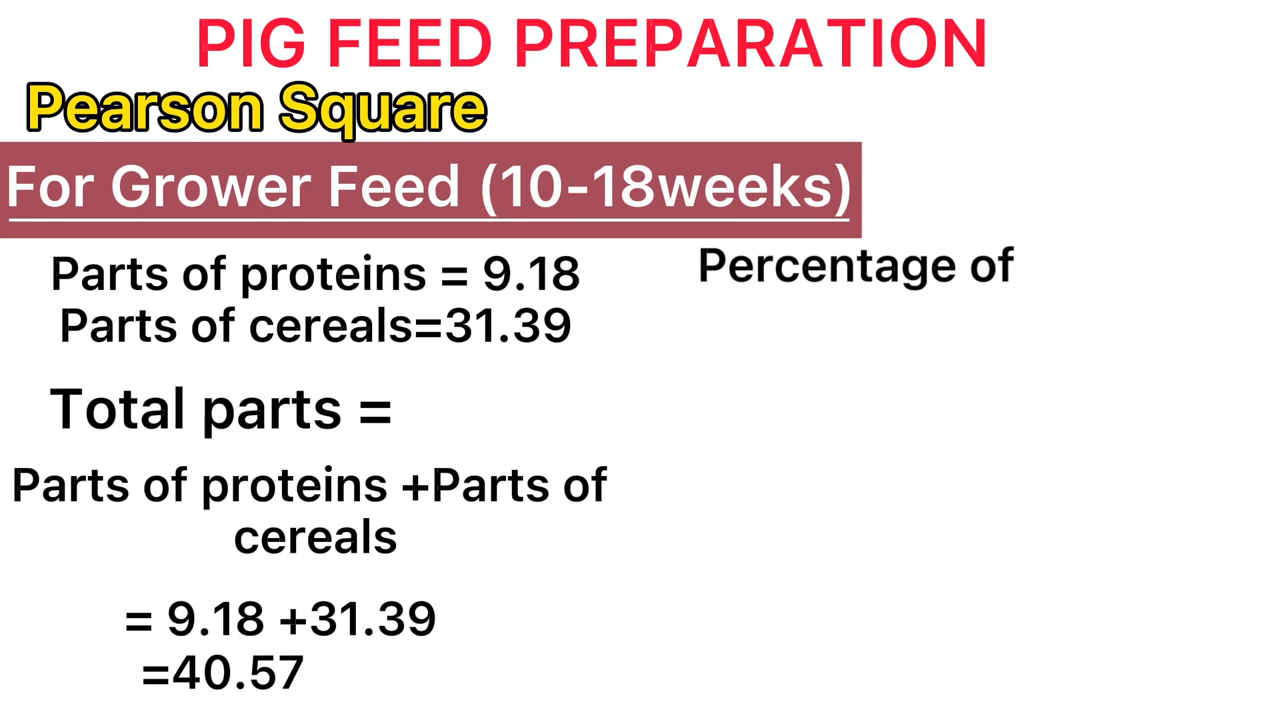 PIG FEED PREPARATION
Pearson Square
For Grower Feed (10-18weeks)
Parts of proteins = 9.18
Parts of cereals=31.39
Total parts =
Parts of proteins +Parts of
cereals
= 9.18 +31.39
=40.57
Percentage of